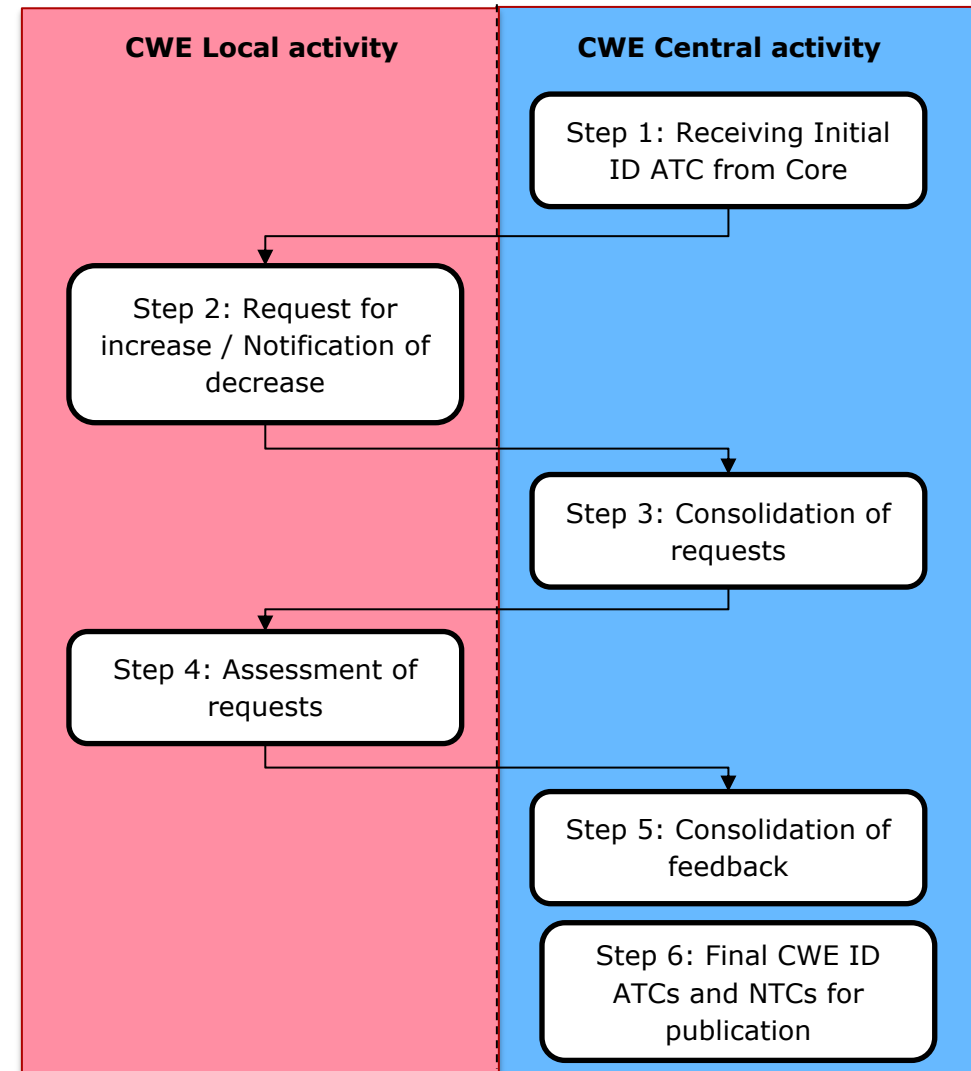 CWE Local activity
CWE Central activity
Step 1: Receiving Initial
ID ATC from Core
Step 2: Request for
increase / Notification of
decrease
Step 3: Consolidation of
requests
Step 4: Assessment of
requests
Step 5: Consolidation of
feedback
Step 6: Final CWE ID
ATCs and NTCs for
publication